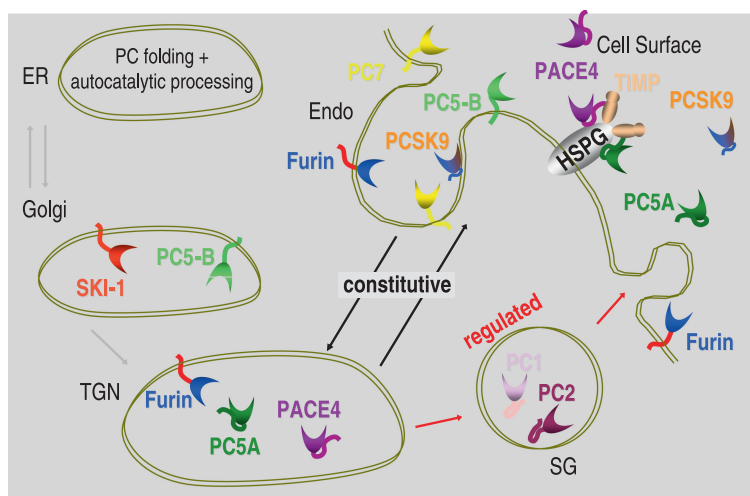 ER
PC folding +
autocatalytic processing
Golgi
SKI-1
PC5-B
TGN
Furin
PC5A
PACE4
PC7
Endo
Furin
PCSK9
PC5-B
Cell Surface
PACE4
TIMP
HSPG
PCSK9
PC5A
Furin
constitutive
regulated
PC1
PC2
SG